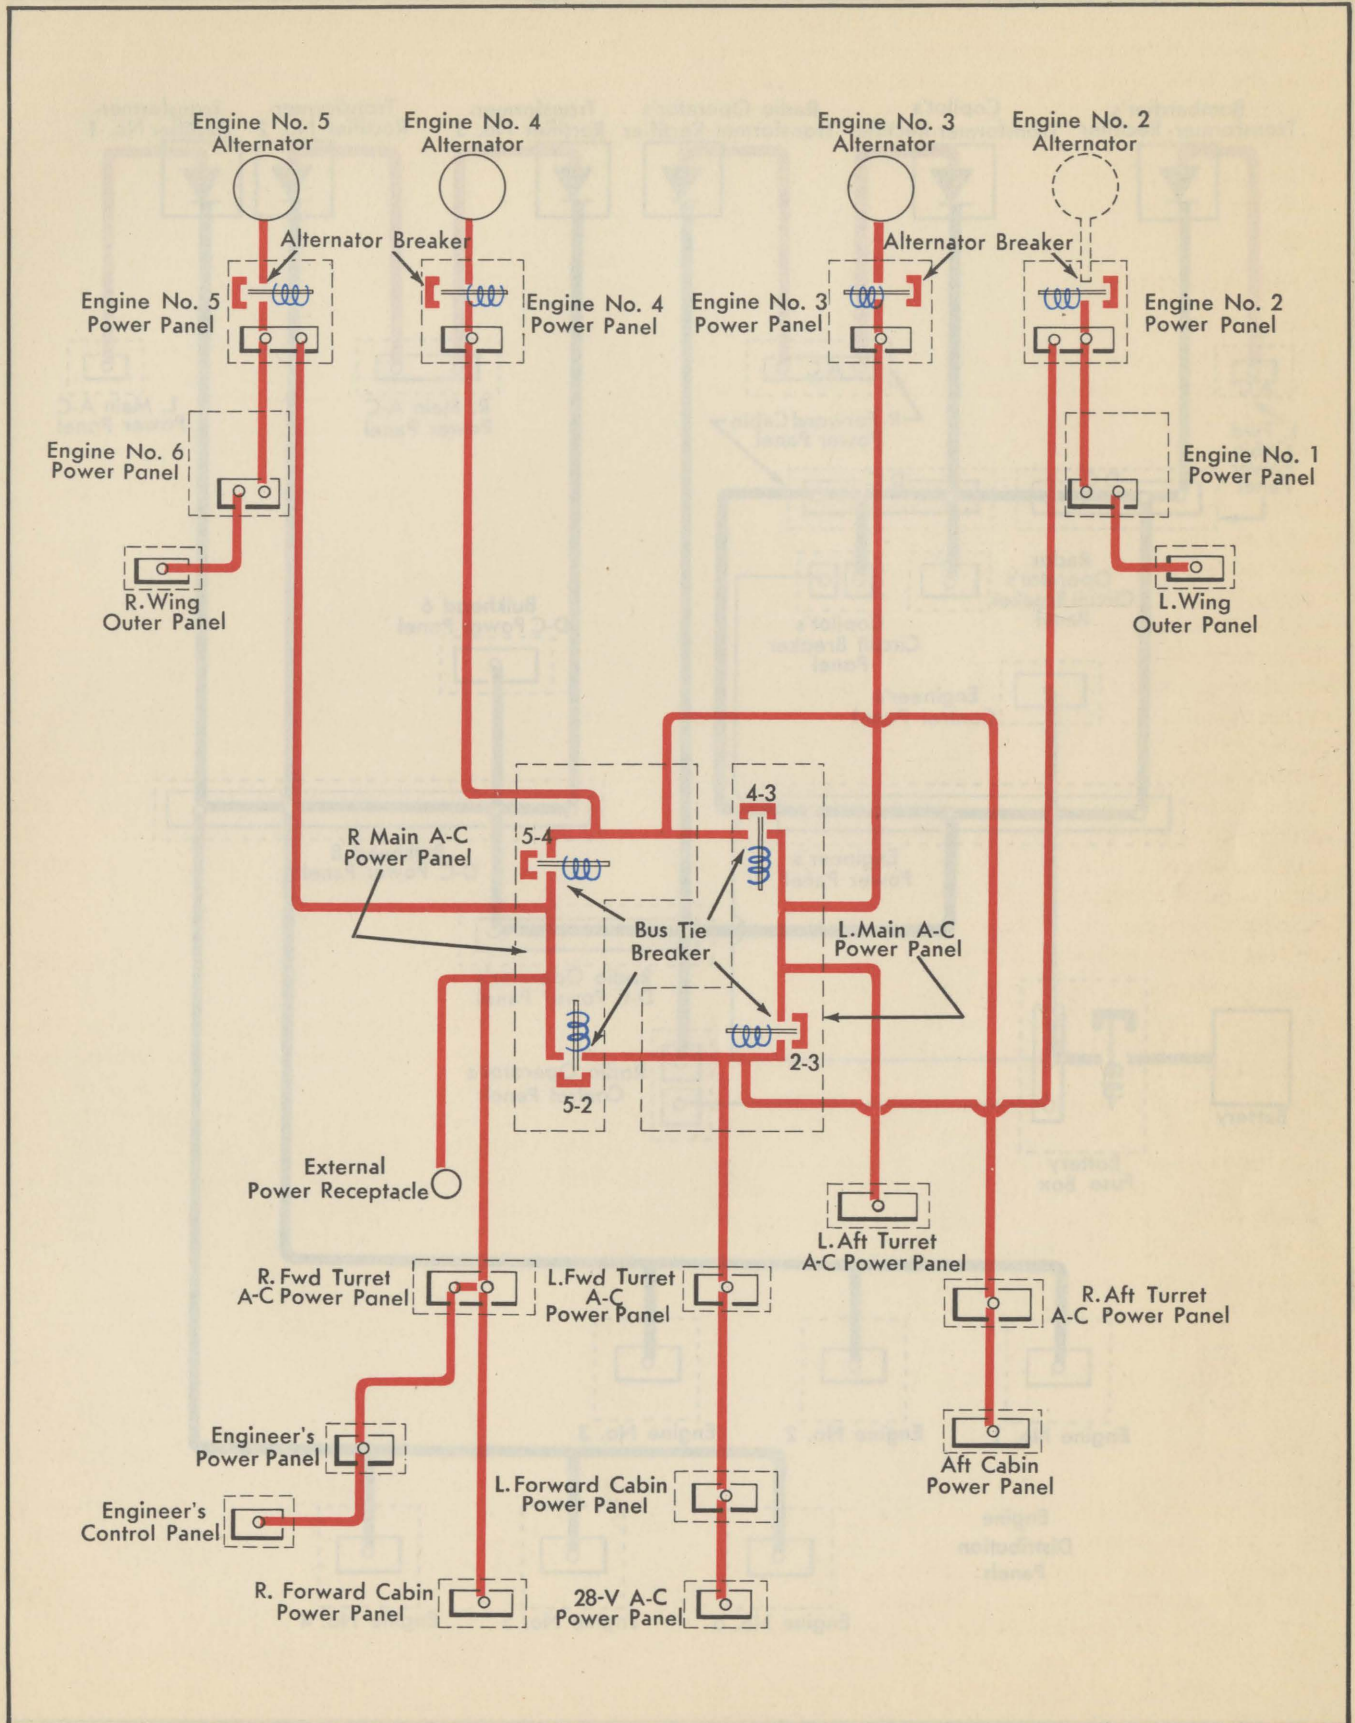 Engine No. 5
Alternator
Engine No. 4
Alternator
Engine No. 3
Alternator
Engine No. 2
Alternator
Alternator Breaker
Alternator Breaker
Engine No. 5
Power Panel
Engine No. 4
Power Panel
Engine No. 3
Power Panel
Engine No. 2
Power Panel
Engine No. 6
Power Panel
Engine No. 1
Power Panel
R.Wing
Outer Panel
L.Wing
Outer Panel
4-3
R Main A-C
Power Panel
5-4
Bus Tie
Breaker
L.Main A-C
Power Panel
2-3
5-2
External
Power Receptacle
L.Aft Turret
A-C Power Panel
R. Fwd Turret
A-C Power Panel
L.Fwd Turret
A-C
Power Panel
R. Aft Turret
A-C Power Panel
Engineer's
Power Panel
Aft Cabin
Power Panel
L. Forward Cabin
Power Panel
Engineer's
Control Panel
R. Forward Cabin
Power Panel
28-V A-C
Power Panel